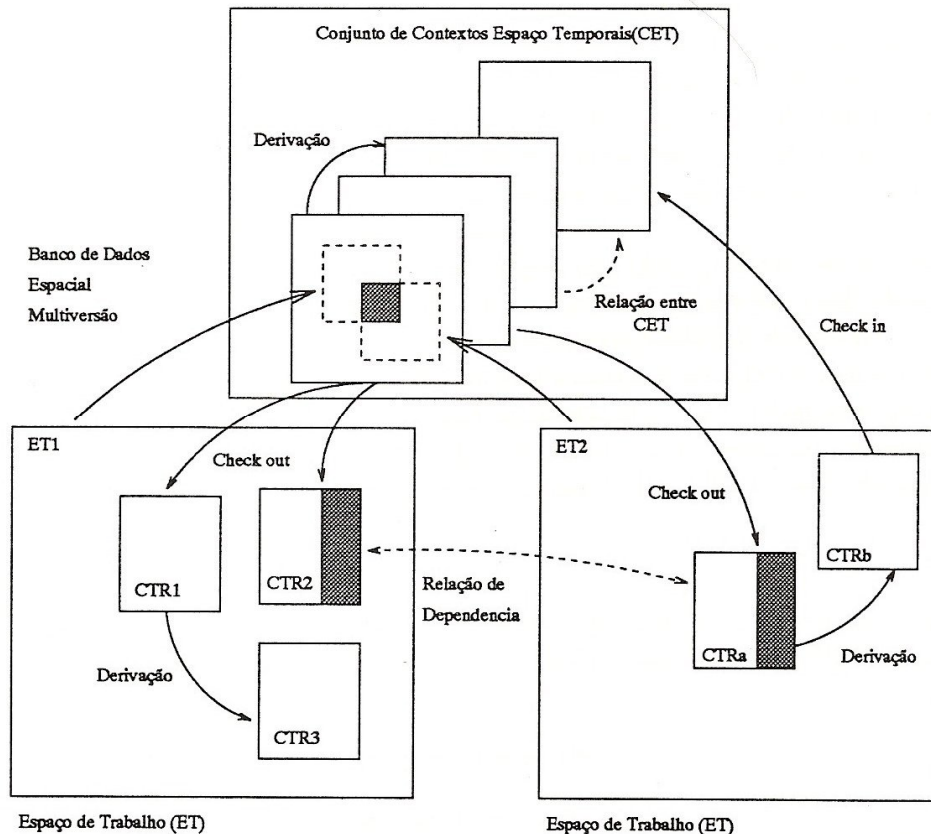 Conjunto de Contextos Espaço Temporais(CET)
Derivação
Banco de Dados
Espacial
Multiversão
Relação entre
CET
Check in
ET1
Check out
CTR1
CTR2
Derivação
CTR3
Relação de
Dependencia
ET2
Check out
CTRb
CTRa
Derivação
Espaço de Trabalho (ET)
Espaço de Trabalho (ET)